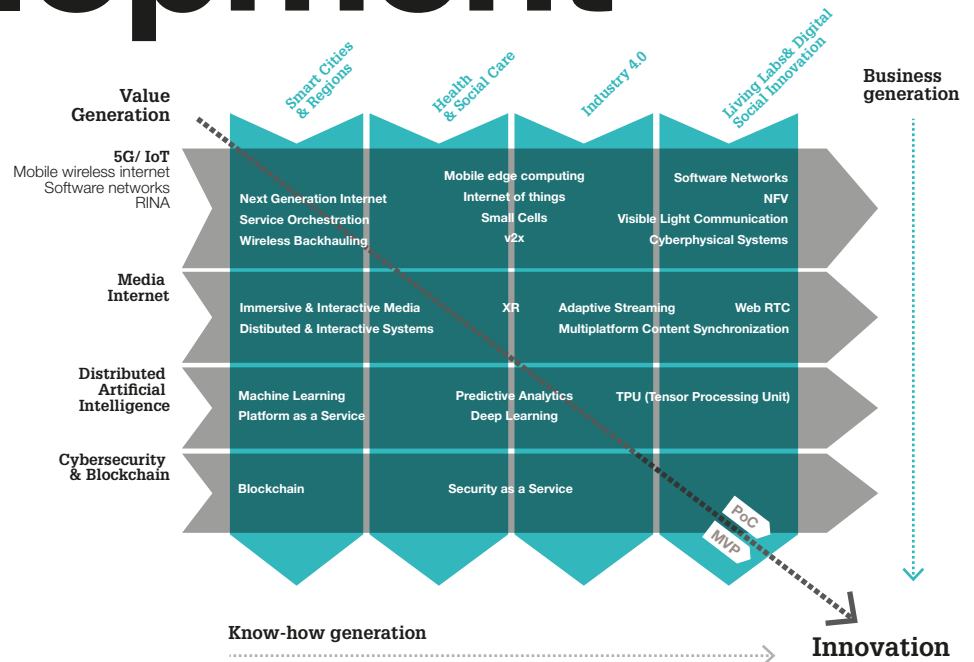 Smart Cities
& Regions
Health
& Social Care
Industry 4.0
Living Labs& Digital
Social Innovation
Business
generation
Value
Generation
5G/ IoT
Mobile wireless internet
Software networks
RINA
Next Generation Internet
Service Orchestration
Wireless Backhauling
Mobile edge computing
Internet of things
Small Cells
v2x
Software Networks
NFV
Visible Light Communication
Cyberphysical Systems
Media
Internet
Immersive & Interactive Media
Distibuted & Interactive Systems
XR
Adaptive Streaming
Web RTC
Multiplatform Content Synchronization
Distributed
Artificial
Intelligence
Machine Learning
Platform as a Service
Predictive Analytics
Deep Learning
TPU (Tensor Processing Unit)
Cybersecurity
& Blockchain
Blockchain
Security as a Service
PoC
MVP
Know-how generation
Innovation